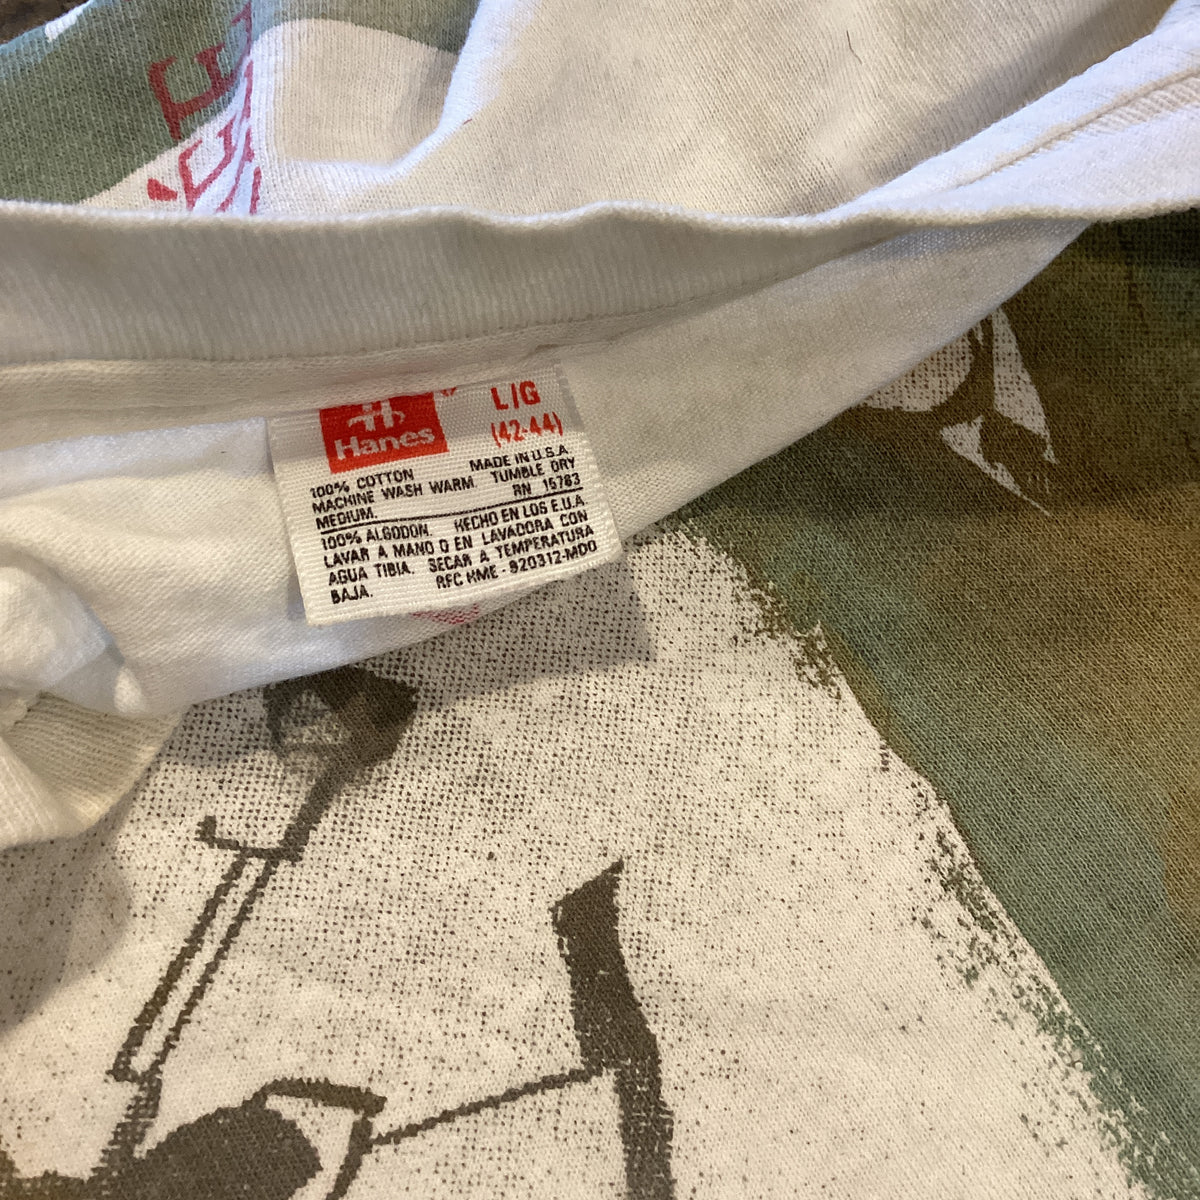 Hanes
L/G
(42-44)
100% COTTON MADE IN U.S.A.
MACHINE WASH WARM TUMBLE DRY
MEDIUM. RN 15763
100% ALGODON. HECHO EN LOS E.U.A.
LAVAR A MANO O EN LAVADORA CON
AGUA TIBIA. SECAR A TEMPERATURA
BAJA. RFC HME - 920312-MD0